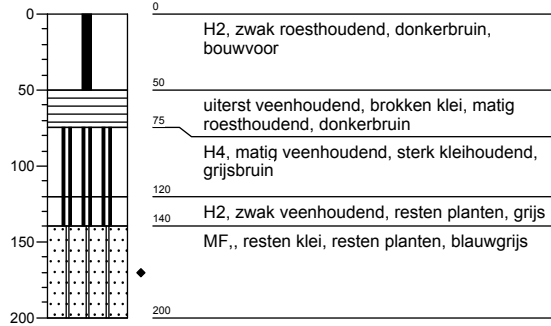 0
0
H2, zwak roesthoudend, donkerbruin,
bouwvoor
50
50
uiterst veenhoudend, brokken klei, matig
roesthoudend, donkerbruin
75
H4, matig veenhoudend, sterk kleihoudend,
grijsbruin
100
120
H2, zwak veenhoudend, resten planten, grijs
140
MF,, resten klei, resten planten, blauwgrijs
150
200
200